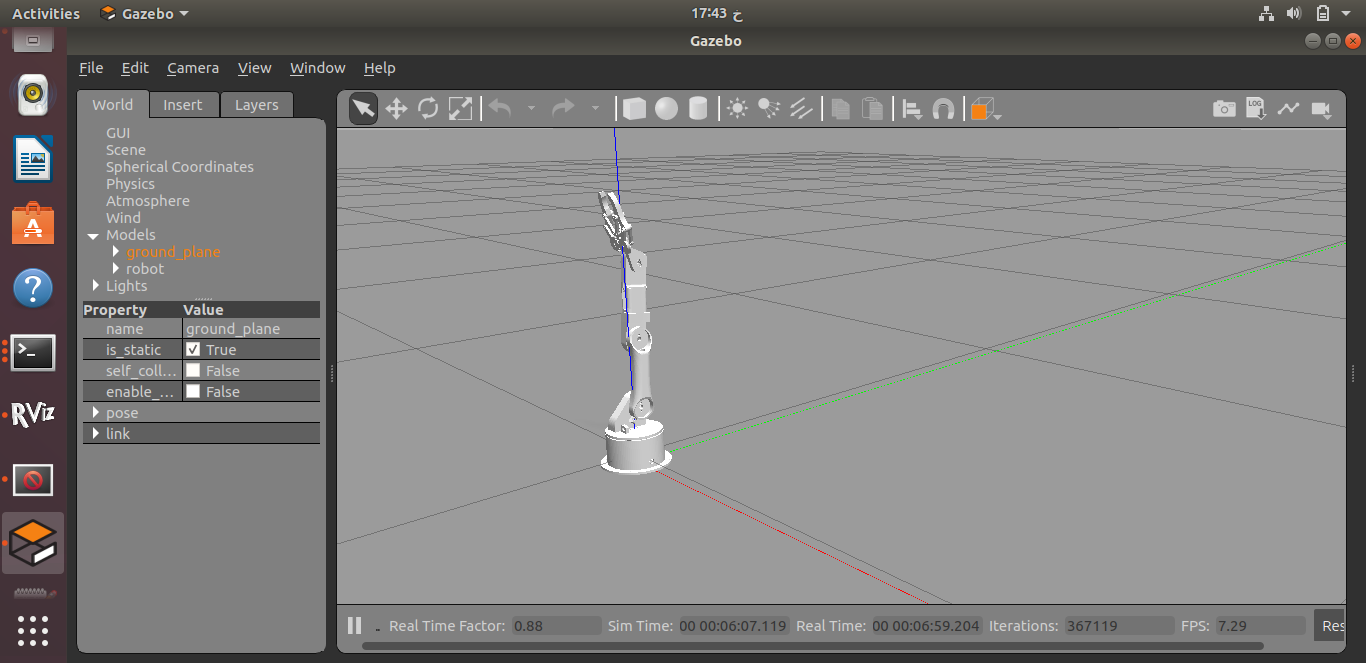 Activities Gazebo 17:43 خ
Gazebo
File Edit Camera View Window Help
World Insert Layers
LOG
GUI
Scene
Spherical Coordinates
Physics
Atmosphere
Wind
Models
ground_plane
robot
Lights
Property Value
name ground_plane
is_static True
self_coll... False
enable_... False
pose
link
RViz
Real Time Factor: 0.88 Sim Time: 00 00:06:07.119 Real Time: 00 00:06:59.204 Iterations: 367119 FPS: 7.29 Res